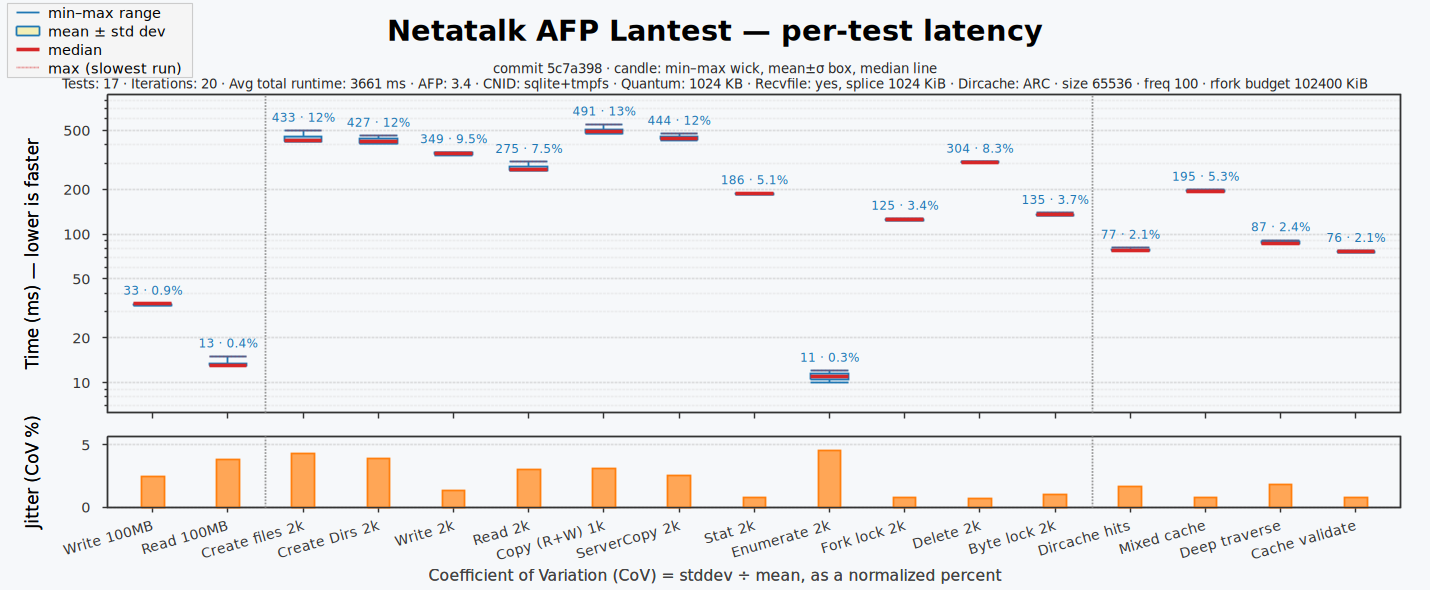 min–max range
mean ± std dev
median
max (slowest run)
Netatalk AFP Lantest — per-test latency
commit 5c7a398 · candle: min–max wick, mean±σ box, median line
Tests: 17 · Iterations: 20 · Avg total runtime: 3661 ms · AFP: 3.4 · CNID: sqlite+tmpfs · Quantum: 1024 KB · Recvfile: yes, splice 1024 KiB · Dircache: ARC · size 65536 · freq 100 · rfork budget 102400 KiB
Time (ms) — lower is faster
500
200
100
50
20
10
33 · 0.9%
13 · 0.4%
433 · 12%
427 · 12%
349 · 9.5%
275 · 7.5%
491 · 13%
444 · 12%
186 · 5.1%
11 · 0.3%
125 · 3.4%
304 · 8.3%
135 · 3.7%
77 · 2.1%
195 · 5.3%
87 · 2.4%
76 · 2.1%
Jitter (CoV %)
5
0
Write 100MB
Read 100MB
Create files 2k
Create Dirs 2k
Write 2k
Read 2k
Copy (R+W) 1k
ServerCopy 2k
Stat 2k
Enumerate 2k
Fork lock 2k
Delete 2k
Byte lock 2k
Dircache hits
Mixed cache
Deep traverse
Cache validate
Coefficient of Variation (CoV) = stddev ÷ mean, as a normalized percent